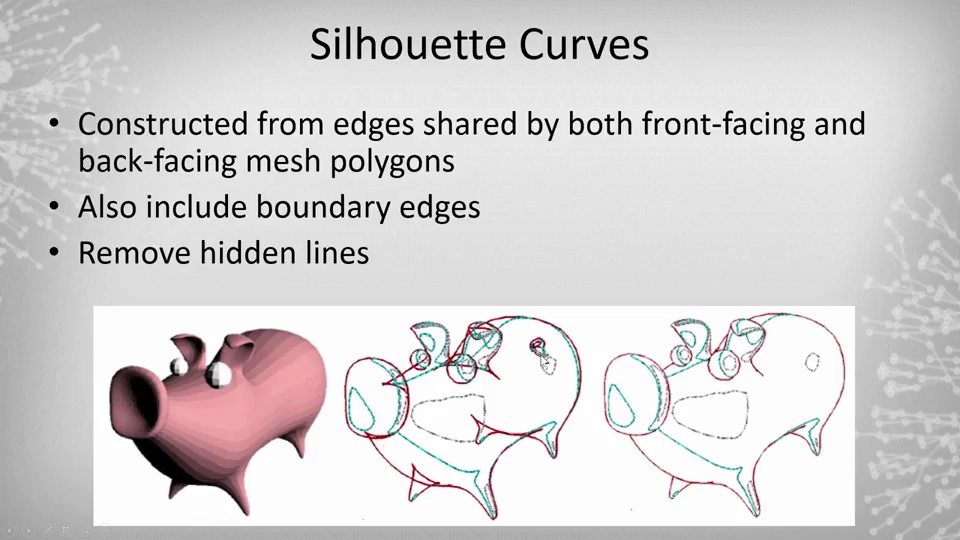 Silhouette Curves
• Constructed from edges shared by both front-facing and
back-facing mesh polygons
• Also include boundary edges
• Remove hidden lines